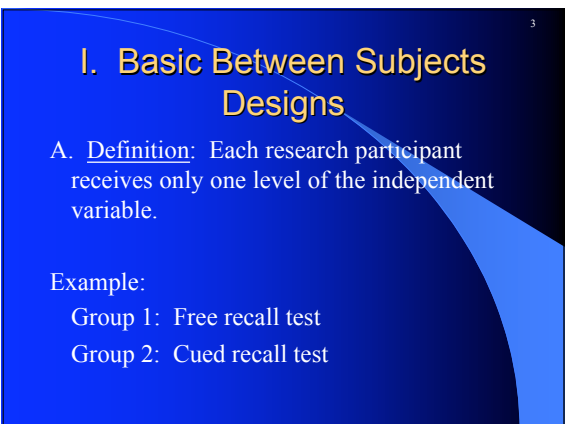 3
I. Basic Between Subjects
Designs
A. Definition: Each research participant
receives only one level of the independent
variable.
Example:
Group 1: Free recall test
Group 2: Cued recall test